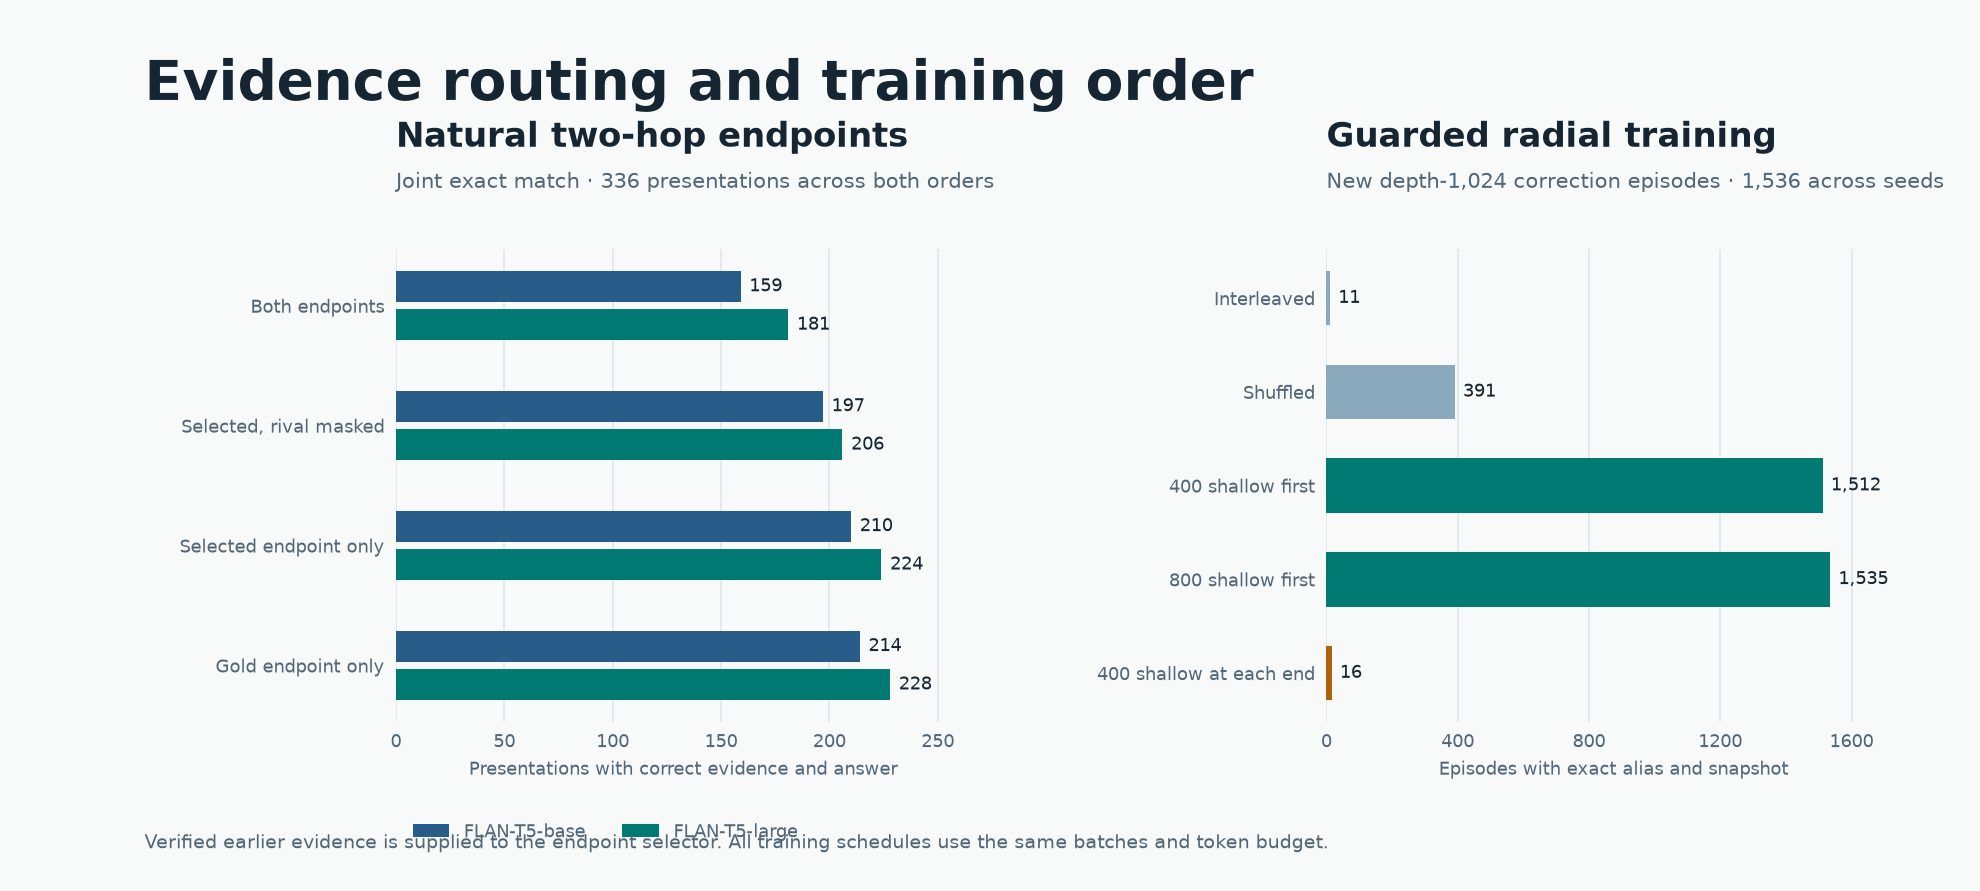 Evidence routing and training order
Natural two-hop endpoints
Joint exact match · 336 presentations across both orders
Both endpoints
159
181
Selected, rival masked
197
206
Selected endpoint only
210
224
Gold endpoint only
214
228
0 50 100 150 200 250
Presentations with correct evidence and answer
FLAN-T5-base FLAN-T5-large
Guarded radial training
New depth-1,024 correction episodes · 1,536 across seeds
Interleaved 11
Shuffled 391
400 shallow first 1,512
800 shallow first 1,535
400 shallow at each end 16
0 400 800 1200 1600
Episodes with exact alias and snapshot
Verified earlier evidence is supplied to the endpoint selector. All training schedules use the same batches and token budget.